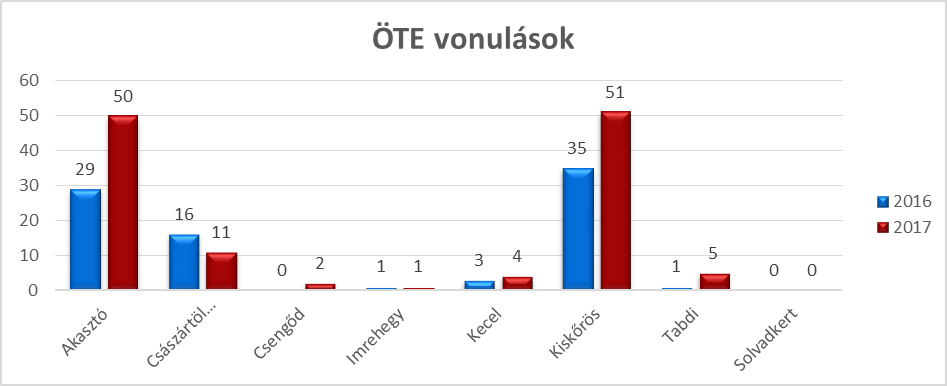 ÖTE vonulások
60
50
40
30
20
10
0
29
50
16
11
0
2
1
1
3
4
35
51
1
5
0
0
Akasztó
Császártöl...
Csengőd
Imrehegy
Kecel
Kiskőrös
Tabdi
Solvadkert
2016
2017